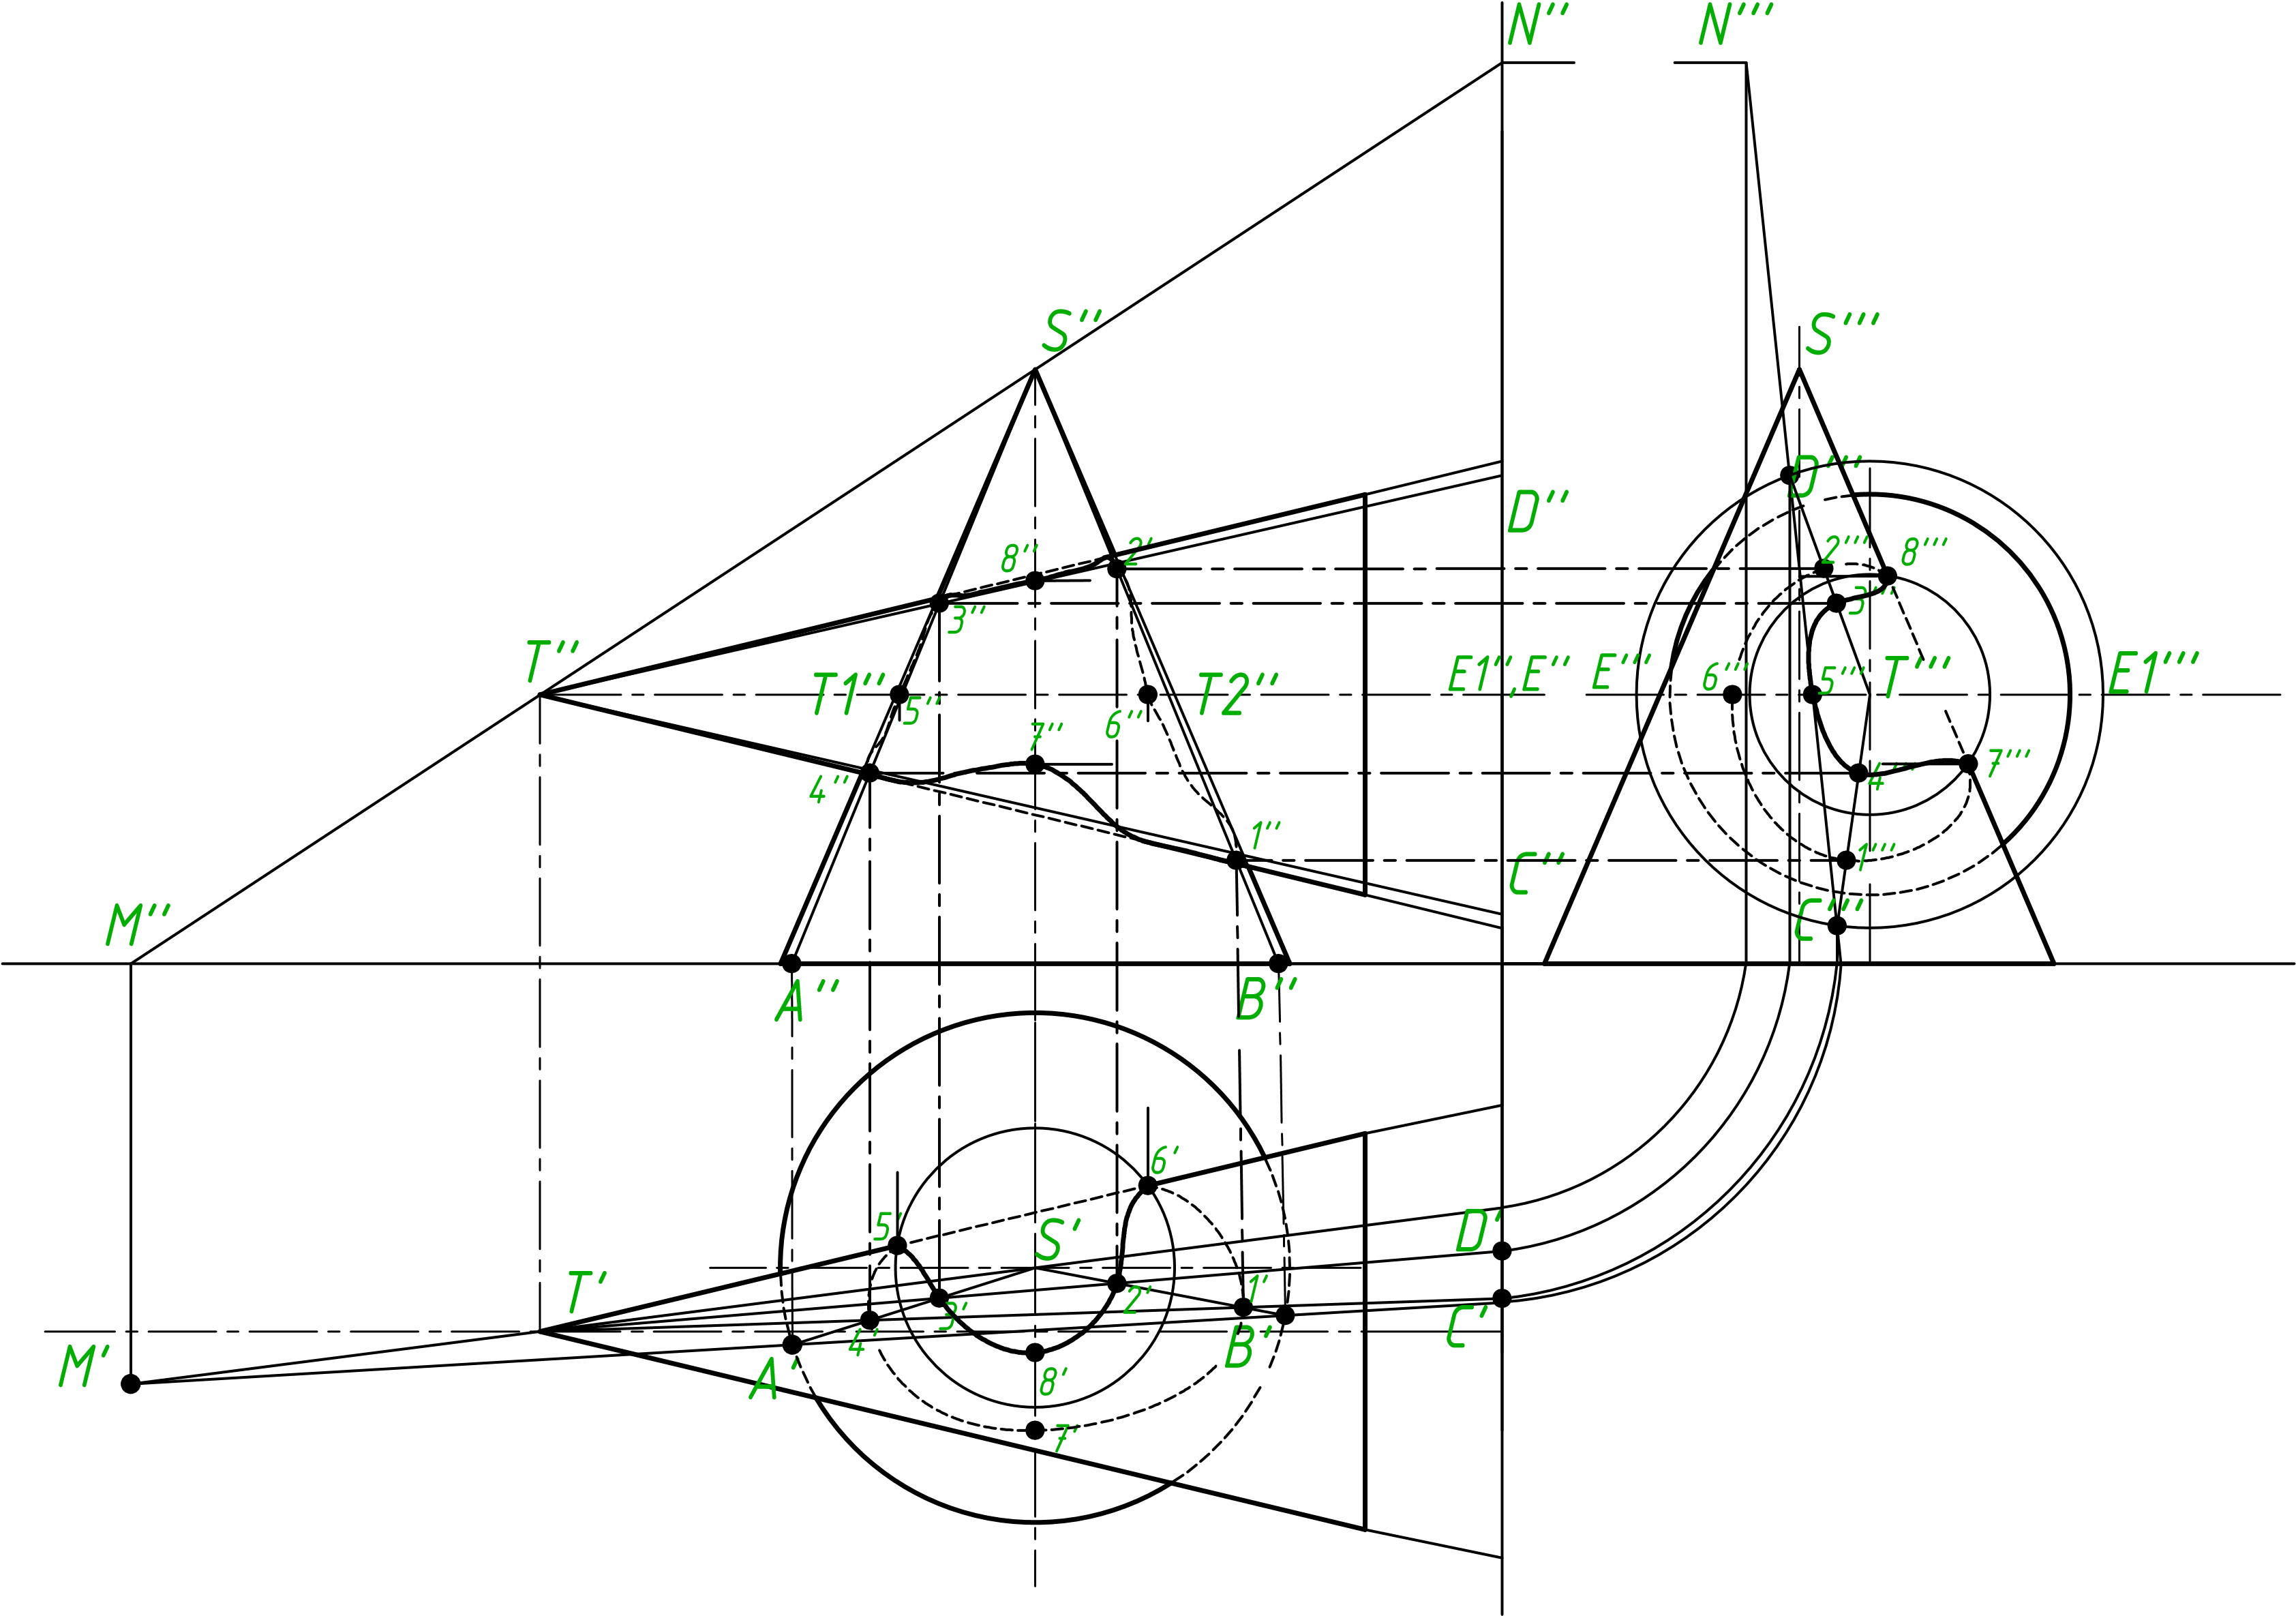 N″ N‴
S″ S‴
D‴
D″
8″ 2″ 2‴ 8‴
3″ 3‴
T″ T1″ 5″ 6″ T2″ E1″,E″ E‴ 6‴ 5‴ T‴ E1‴
7″ 7‴
4″ 4‴
1″ 1‴
C″
M″ C‴
A″ B″
6′
5′ S′ D′
T′ 3′ 2′ 1′
4′ C′
M′ A′ B′
8′
7′